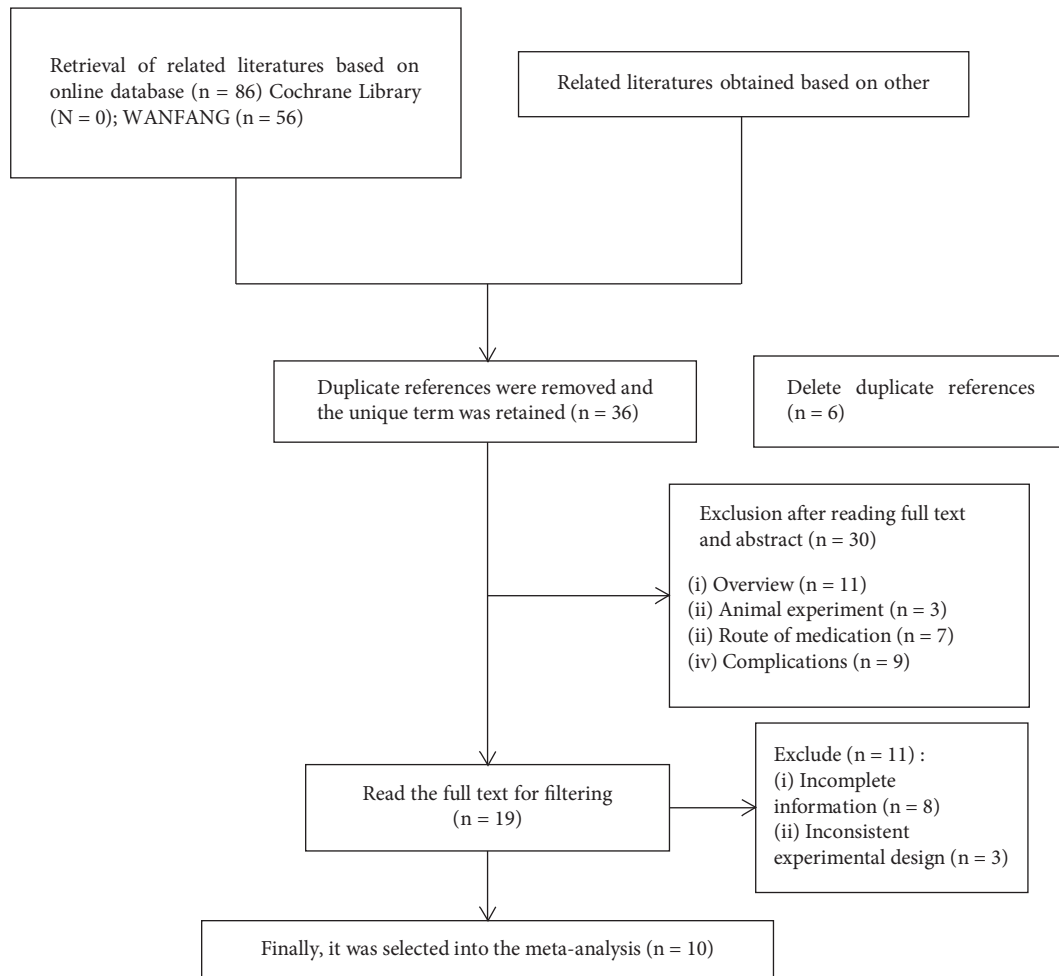 Retrieval of related literatures based on
online database (n = 86) Cochrane Library
(N = 0); WANFANG (n = 56)
Related literatures obtained based on other
Duplicate references were removed and
the unique term was retained (n = 36)
Delete duplicate references
(n = 6)
Exclusion after reading full text
and abstract (n = 30)
(i) Overview (n = 11)
(ii) Animal experiment (n = 3)
(ii) Route of medication (n = 7)
(iv) Complications (n = 9)
Read the full text for filtering
(n = 19)
Exclude (n = 11) :
(i) Incomplete
information (n = 8)
(ii) Inconsistent
experimental design (n = 3)
Finally, it was selected into the meta-analysis (n = 10)